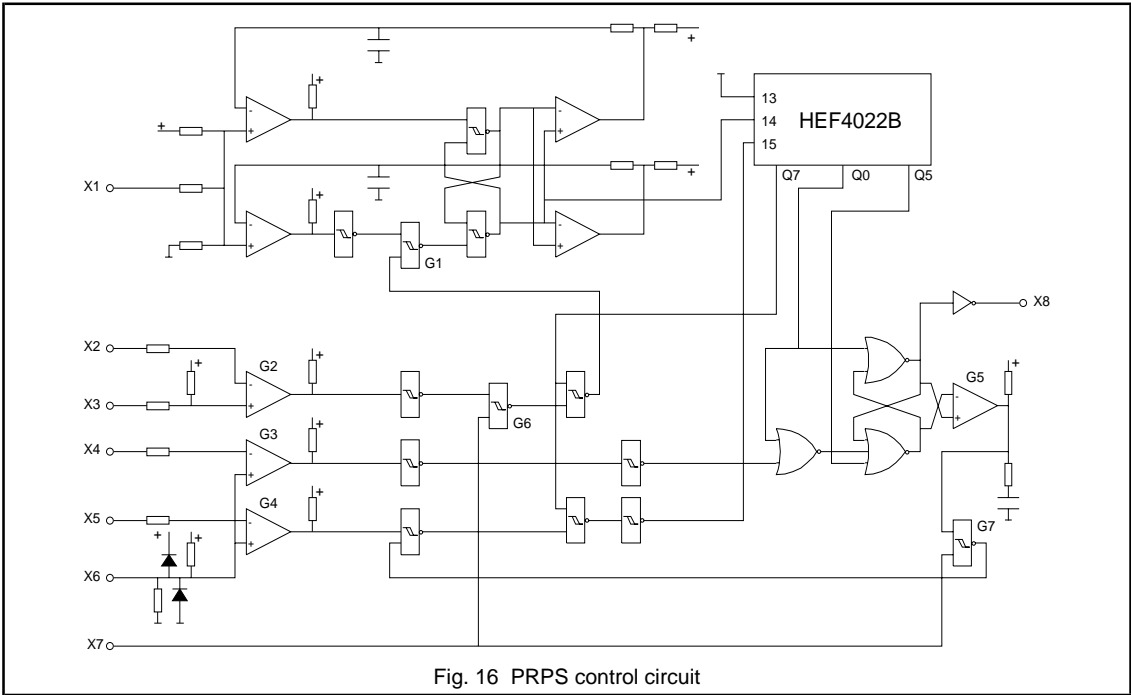 +
+
+
-
+
-
+
+
X1
+
+
-
+
-
+
G1
13
14
15
HEF4022B
Q7
Q0
Q5
X8
X2
+
+
G2
-
+
X3
G6
G5
-
+
+
X4
+
G3
-
+
X5
+
G4
-
+
+
+
G7
X6
X7
Fig. 16 PRPS control circuit